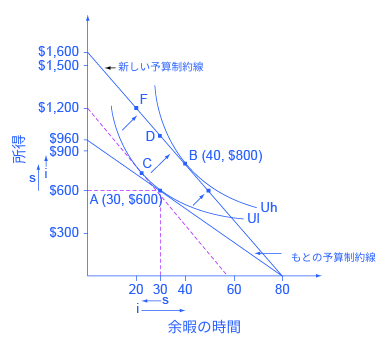 $1,600
新しい予算制約線
$1,500
F
$1,200
D
$960
B (40, $800)
$900
C
所得
s
i
$600
A (30, $600)
Uh
Ul
$300
もとの予算制約線
20
30
40
60
80
s
i
余暇の時間